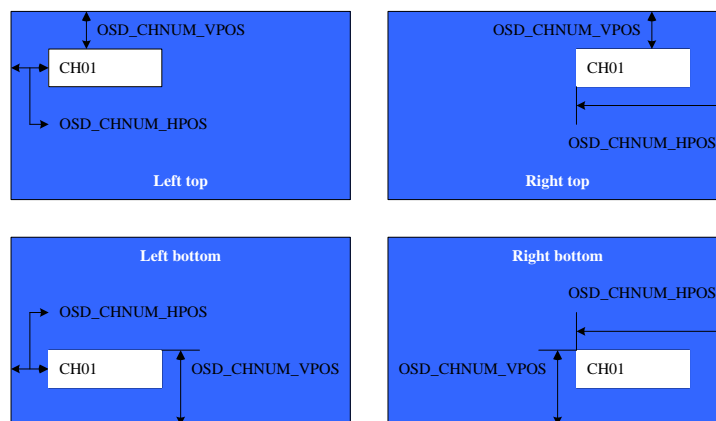 OSD_CHNUM_VPOS
CH01
OSD_CHNUM_HPOS
Left top
OSD_CHNUM_VPOS
CH01
OSD_CHNUM_HPOS
Right top
Left bottom
OSD_CHNUM_HPOS
CH01
OSD_CHNUM_VPOS
Right bottom
OSD_CHNUM_HPOS
OSD_CHNUM_VPOS
CH01